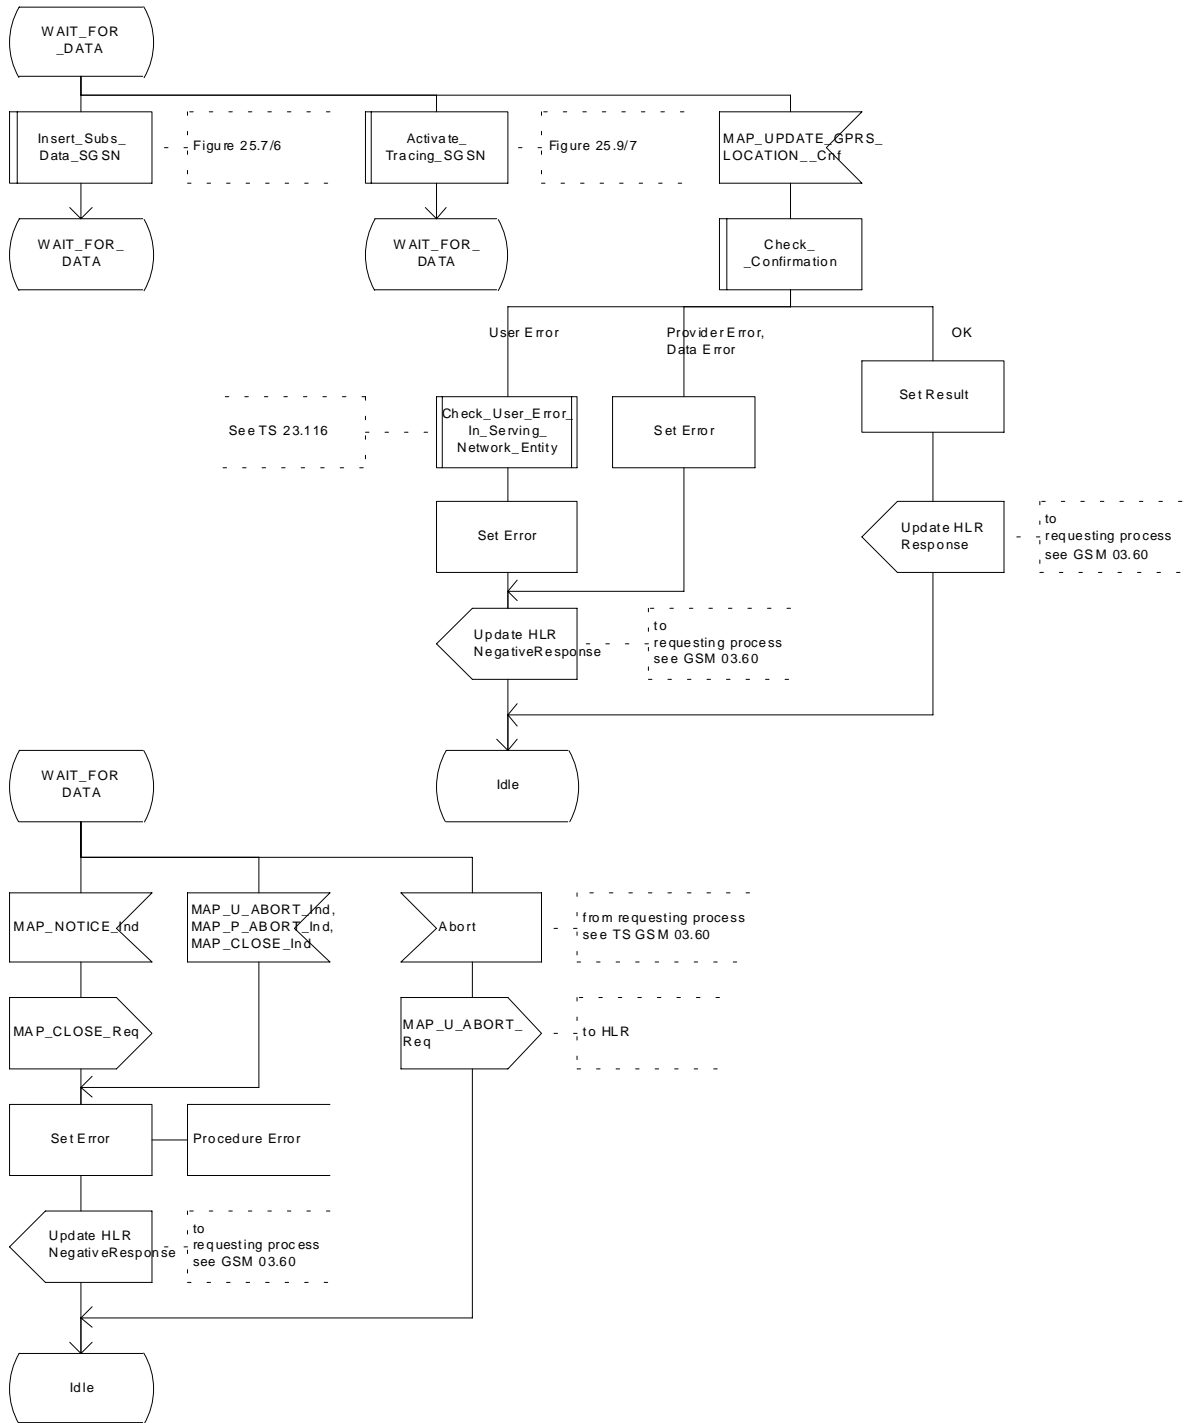 WAIT_FOR
_DATA
Insert_Subs_
Data_SGSN
Figure 25.7/6
Activate_
Tracing_SGSN
Figure 25.9/7
MAP_UPDATE_GPRS_
LOCATION__Cnf
WAIT_FOR_
DATA
WAIT_FOR_
DATA
Check_
_Confirmation
User Error
Provider Error,
Data Error
OK
Set Result
See TS 23.116
Check_User_Error_
In_Serving_
Network_Entity
Set Error
Set Error
Update HLR
Response
to
requesting process
see GSM 03.60
Update HLR
NegativeResponse
to
requesting process
see GSM 03.60
Idle
WAIT_FOR
DATA
MAP_NOTICE_Ind
MAP_U_ABORT_Ind,
MAP_P_ABORT_Ind,
MAP_CLOSE_Ind
Abort
from requesting process
see TS GSM 03.60
MAP_CLOSE_Req
MAP_U_ABORT_
Req
to HLR
Set Error
Procedure Error
Update HLR
NegativeResponse
to
requesting process
see GSM 03.60
Idle